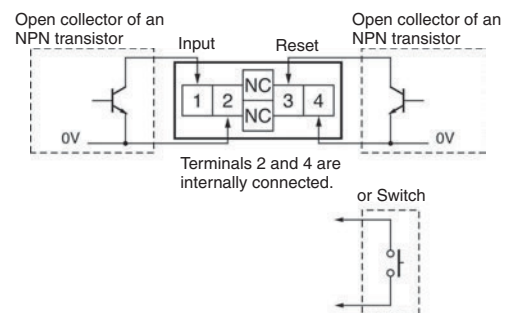 Open collector of an
NPN transistor
Open collector of an
NPN transistor
Input
Reset
NC
1 2 3 4
NC
0V
0V
Terminals 2 and 4 are
internally connected.
or Switch